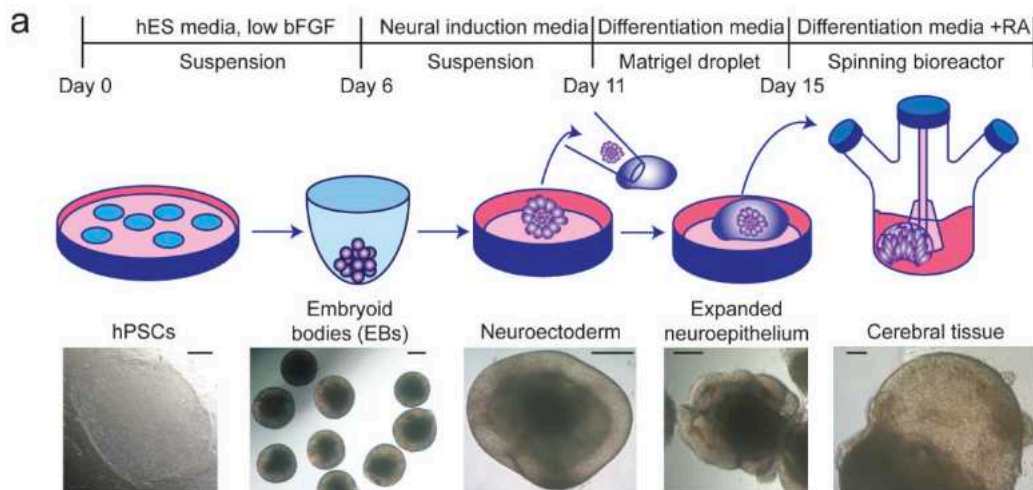 a
hES media, low bFGF
Neural induction media
Differentiation media
Differentiation media +RA
Suspension
Suspension
Matrigel droplet
Spinning bioreactor
Day 0
Day 6
Day 11
Day 15
hPSCs
Embryoid
bodies (EBs)
Neuroectoderm
Expanded
neuroepithelium
Cerebral tissue